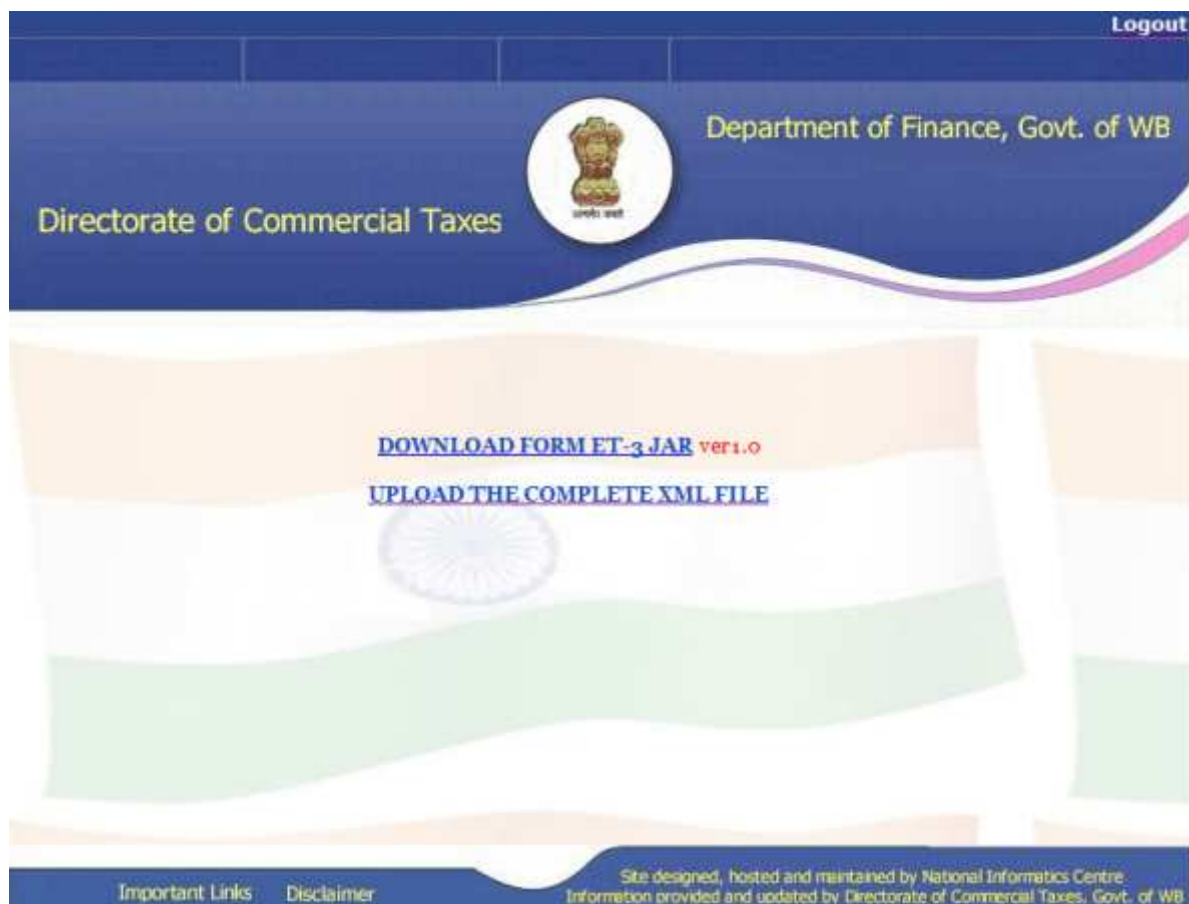 Logout
Department of Finance, Govt. of WB
Directorate of Commercial Taxes
DOWNLOAD FORM ET-3 JAR ver1.0
UPLOAD THE COMPLETE XML FILE
Important Links Disclaimer
Site designed, hosted and maintained by National Informatics Centre
Information provided and updated by Directorate of Commercial Taxes, Govt. of WB